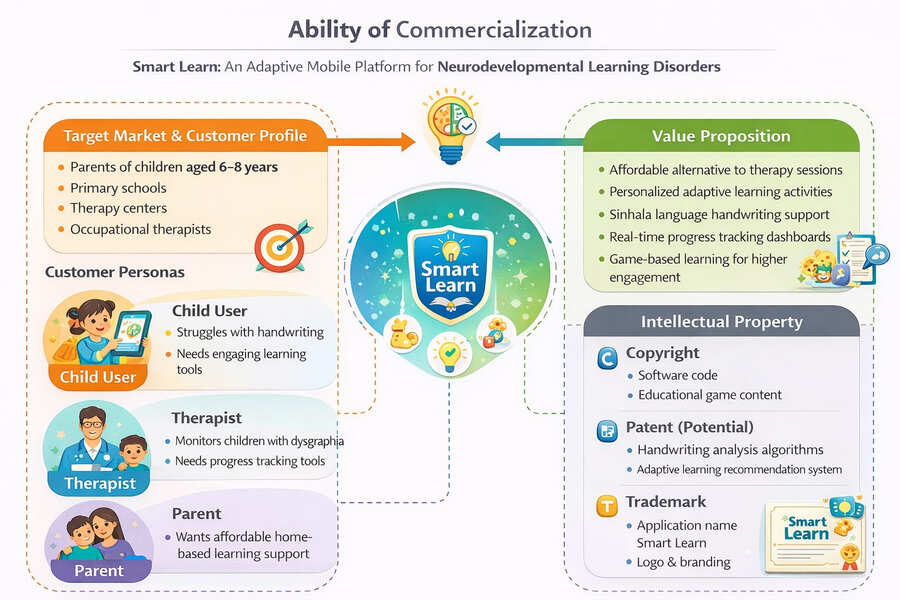 Ability of Commercialization
Smart Learn: An Adaptive Mobile Platform for Neurodevelopmental Learning Disorders
Target Market & Customer Profile
• Parents of children aged 6–8 years
• Primary schools
• Therapy centers
• Occupational therapists
Customer Personas
Child User
• Struggles with handwriting
• Needs engaging learning
tools
Child User
Therapist
• Monitors children with dysgraphia
• Needs progress tracking tools
Therapist
Parent
• Wants affordable home-
based learning support
Parent
Smart
Learn
Value Proposition
• Affordable alternative to therapy sessions
• Personalized adaptive learning activities
• Sinhala language handwriting support
• Real-time progress tracking dashboards
• Game-based learning for higher
engagement
Intellectual Property
C
Copyright
• Software code
• Educational game content
Patent (Potential)
• Handwriting analysis algorithms
• Adaptive learning recommendation system
T
Trademark
• Application name
Smart Learn
• Logo & branding
Smart
Learn